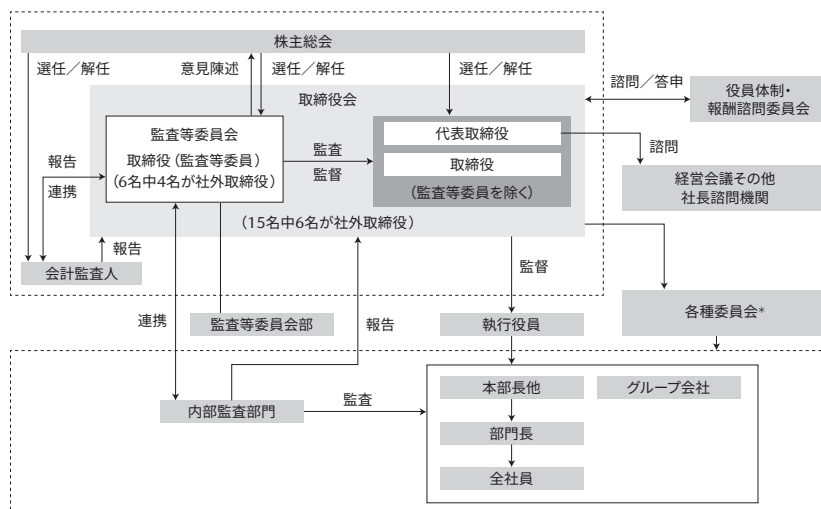 株主総会
選任／解任
意見陳述
選任／解任
選任／解任
取締役会
諮問／答申
役員体制・
報酬諮問委員会
監査等委員会
取締役（監査等委員）
（6名中4名が社外取締役）
監査
監督
代表取締役
取締役
（監査等委員を除く）
諮問
経営会議その他
社長諮問機関
報告
連携
（15名中6名が社外取締役）
報告
会計監査人
監督
連携
監査等委員会部
報告
執行役員
各種委員会*
内部監査部門
監査
本部長他
グループ会社
部門長
全社員